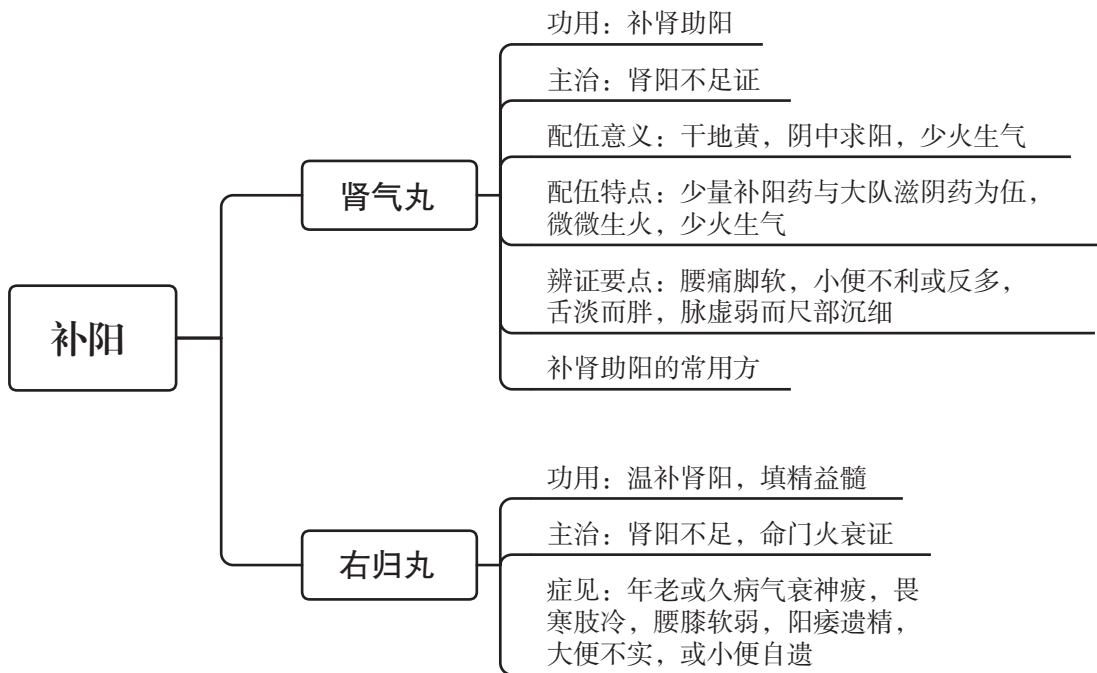 补阳
肾气丸
功用：补肾助阳
主治：肾阳不足证
配伍意义：干地黄，阴中求阳，少火生气
配伍特点：少量补阳药与大队滋阴药为伍，
微微生火，少火生气
辨证要点：腰痛脚软，小便不利或反多，
舌淡而胖，脉虚弱而尺部沉细
补肾助阳的常用方
右归丸
功用：温补肾阳，填精益髓
主治：肾阳不足，命门火衰证
症见：年老或久病气衰神疲，畏
寒肢冷，腰膝软弱，阳痿遗精，
大便不实，或小便自遗